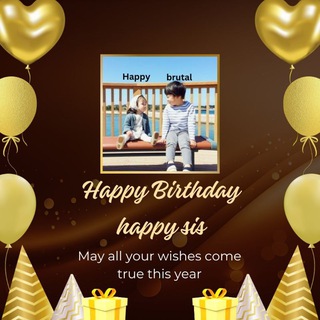 Happy brutal
Happy Birthday
happy sis
May all your wishes come
true this year